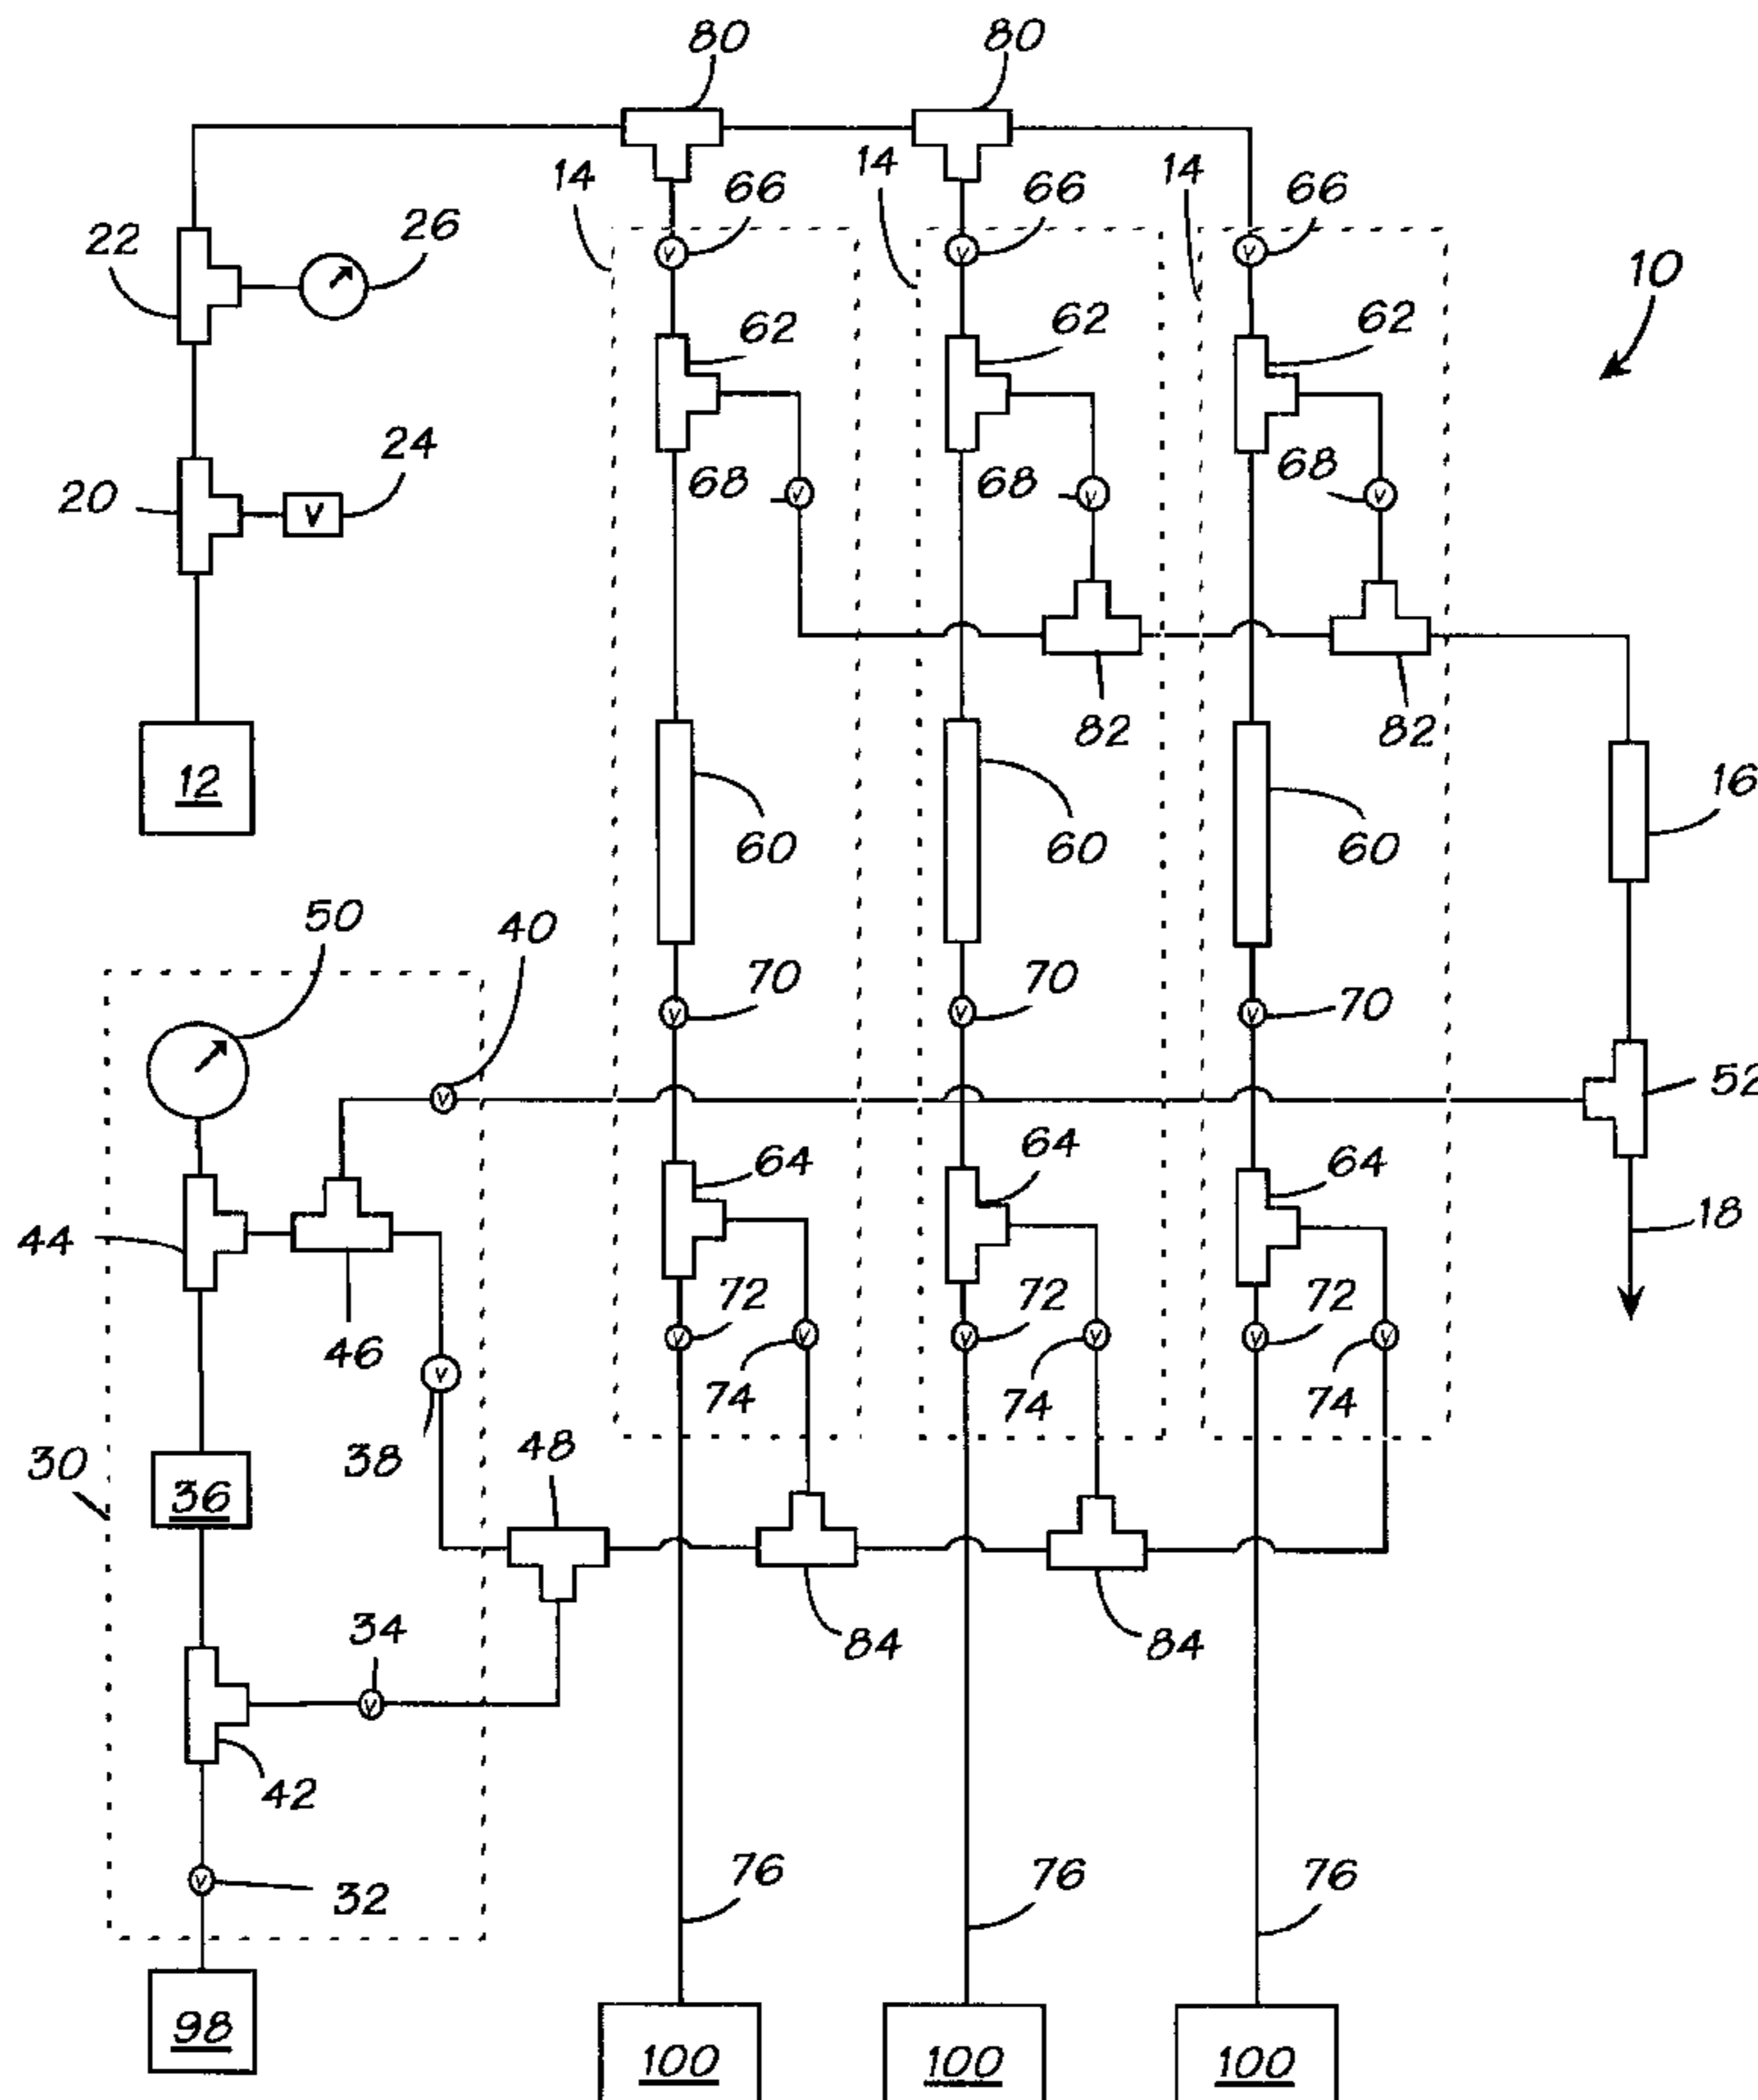 80 80
14 66 14 66 14 66
22 26 10
V V V
62 62 62
20 24 68 68 68
V V V V
12 82 82 16
60 60 60
50 40 70 70 70
V V V V 52
64 64 64 18
44 46 72 72 72
V V V V V V V
38 74 74 74
30 36 48
34 84 84
V
42
76 76 76
V 32
98 100 100 100